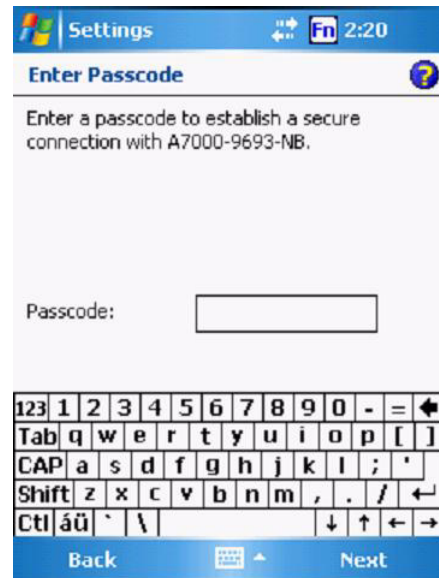 Settings Fn 2:20
Enter Passcode ?
Enter a passcode to establish a secure
connection with A7000-9693-NB.
Passcode:
123 1 2 3 4 5 6 7 8 9 0 - = ←
Tab q w e r t y u i o p [ ]
CAP a s d f g h j k l ; '
Shift z x c v b n m , . / ↵
Ctl áü ` \ ↓ ↑ ← →
Back Next